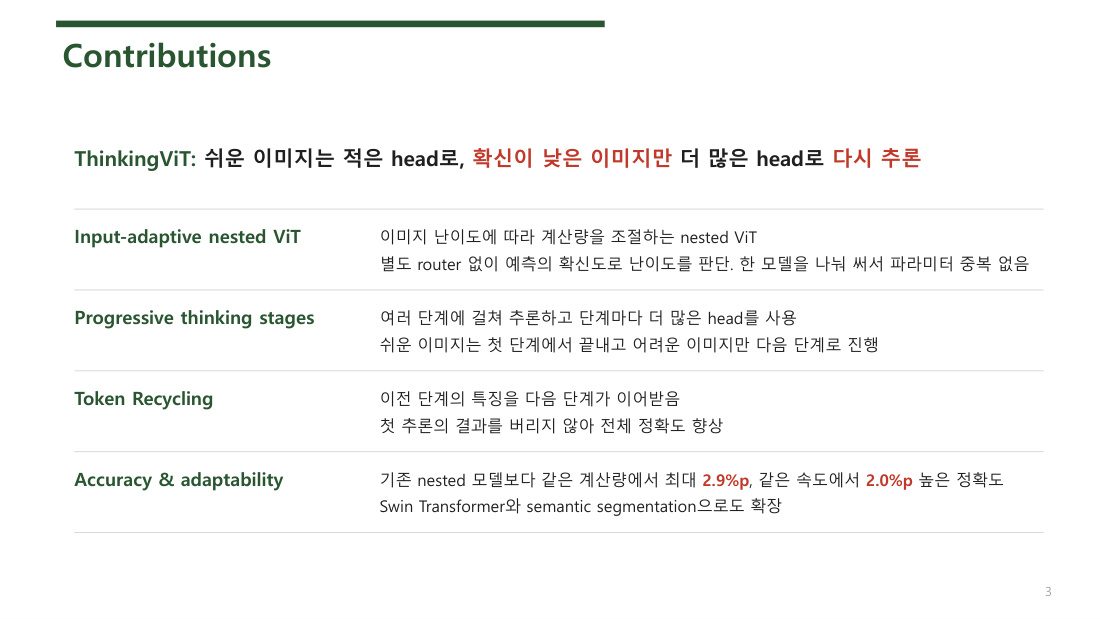 Contributions
ThinkingViT: 쉬운 이미지는 적은 head로, 확신이 낮은 이미지만 더 많은 head로 다시 추론
Input-adaptive nested ViT
이미지 난이도에 따라 계산량을 조절하는 nested ViT
별도 router 없이 예측의 확신도로 난이도를 판단. 한 모델을 나눠 써서 파라미터 중복 없음
Progressive thinking stages
여러 단계에 걸쳐 추론하고 단계마다 더 많은 head를 사용
쉬운 이미지는 첫 단계에서 끝내고 어려운 이미지만 다음 단계로 진행
Token Recycling
이전 단계의 특징을 다음 단계가 이어받음
첫 추론의 결과를 버리지 않아 전체 정확도 향상
Accuracy & adaptability
기존 nested 모델보다 같은 계산량에서 최대 2.9%p, 같은 속도에서 2.0%p 높은 정확도
Swin Transformer와 semantic segmentation으로도 확장
3